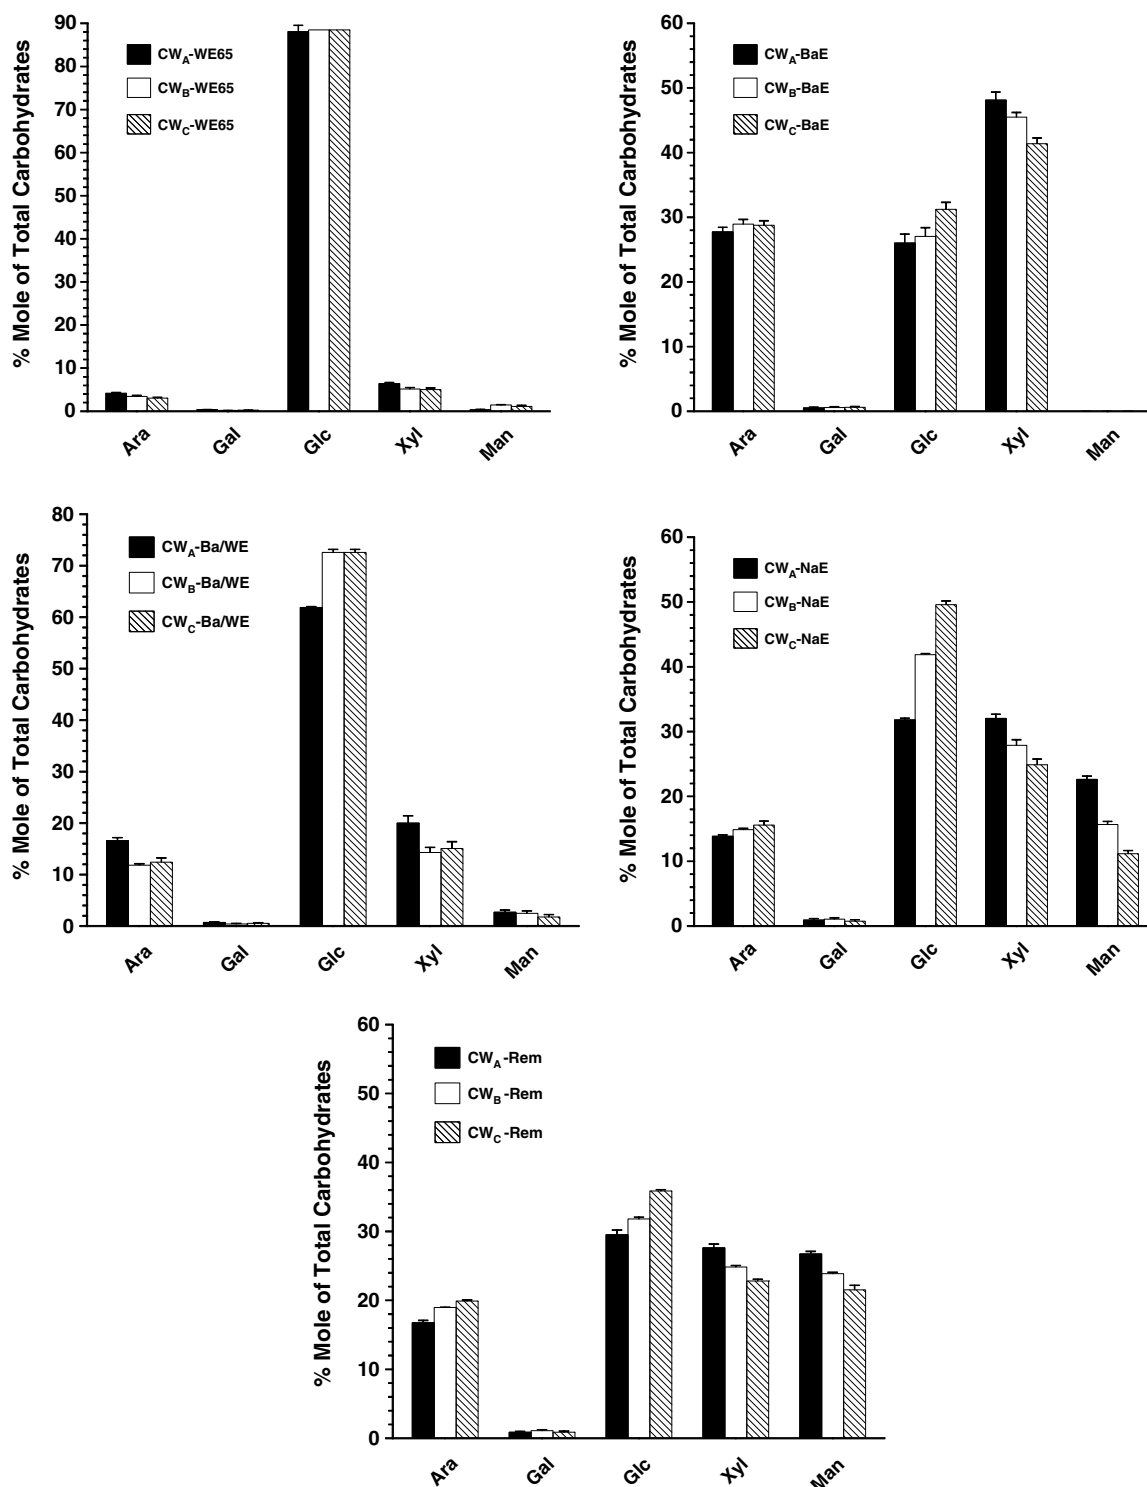 % Mole of Total Carbohydrates
90
80
70
60
50
40
30
20
10
0
CWA-WE65
CWB-WE65
CWC-WE65
Ara Gal Glc Xyl Man
% Mole of Total Carbohydrates
60
50
40
30
20
10
0
CWA-BaE
CWB-BaE
CWC-BaE
Ara Gal Glc Xyl Man
% Mole of Total Carbohydrates
80
70
60
50
40
30
20
10
0
CWA-Ba/WE
CWB-Ba/WE
CWC-Ba/WE
Ara Gal Glc Xyl Man
% Mole of Total Carbohydrates
60
50
40
30
20
10
0
CWA-NaE
CWB-NaE
CWC-NaE
Ara Gal Glc Xyl Man
% Mole of Total Carbohydrates
60
50
40
30
20
10
0
CWA-Rem
CWB-Rem
CWC-Rem
Ara Gal Glc Xyl Man